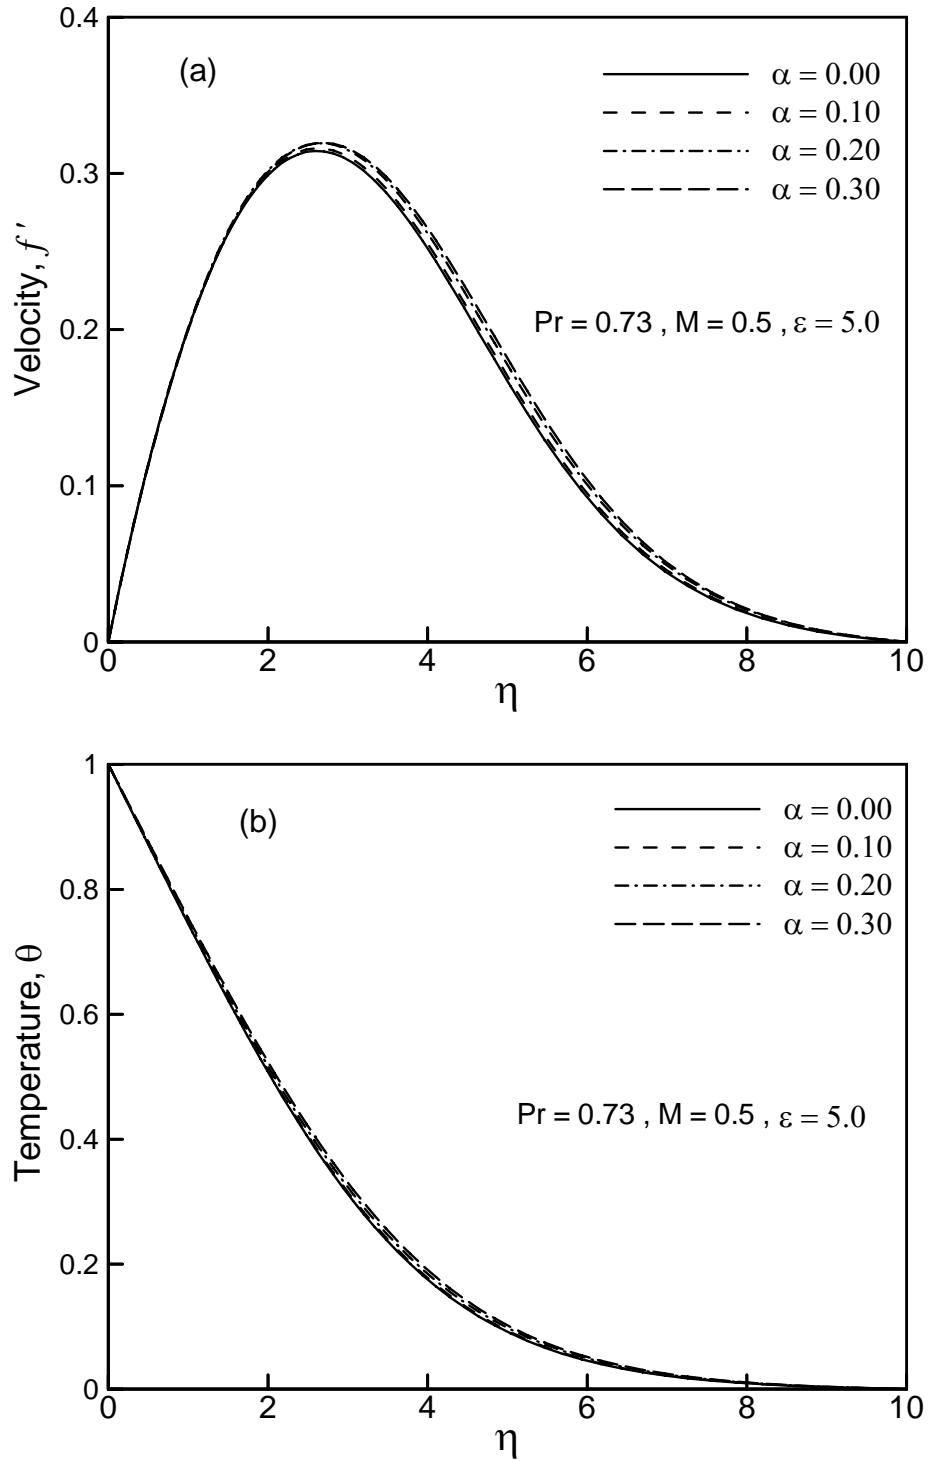 0.4
(a)
α = 0.00
α = 0.10
α = 0.20
α = 0.30
0.3
Velocity, f ′
0.2
Pr = 0.73 , M = 0.5 , ε = 5.0
0.1
0
0 2 4 6 8 10
η
1
(b)
α = 0.00
α = 0.10
α = 0.20
α = 0.30
0.8
0.6
Temperature, θ
0.4
Pr = 0.73 , M = 0.5 , ε = 5.0
0.2
0
0 2 4 6 8 10
η